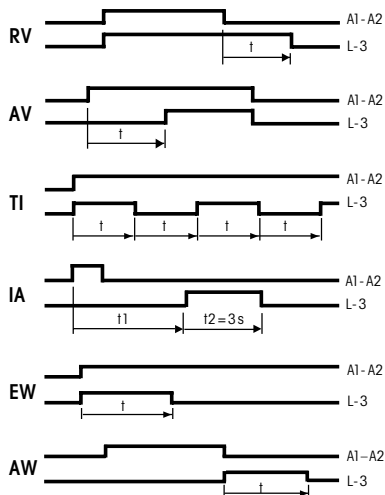 A1-A2
RV
L-3
t
A1-A2
AV
L-3
t
A1-A2
TI
L-3
t t t t
A1-A2
IA
L-3
t1 t2=3s
A1-A2
EW
L-3
t
A1–A2
AW
L-3
t